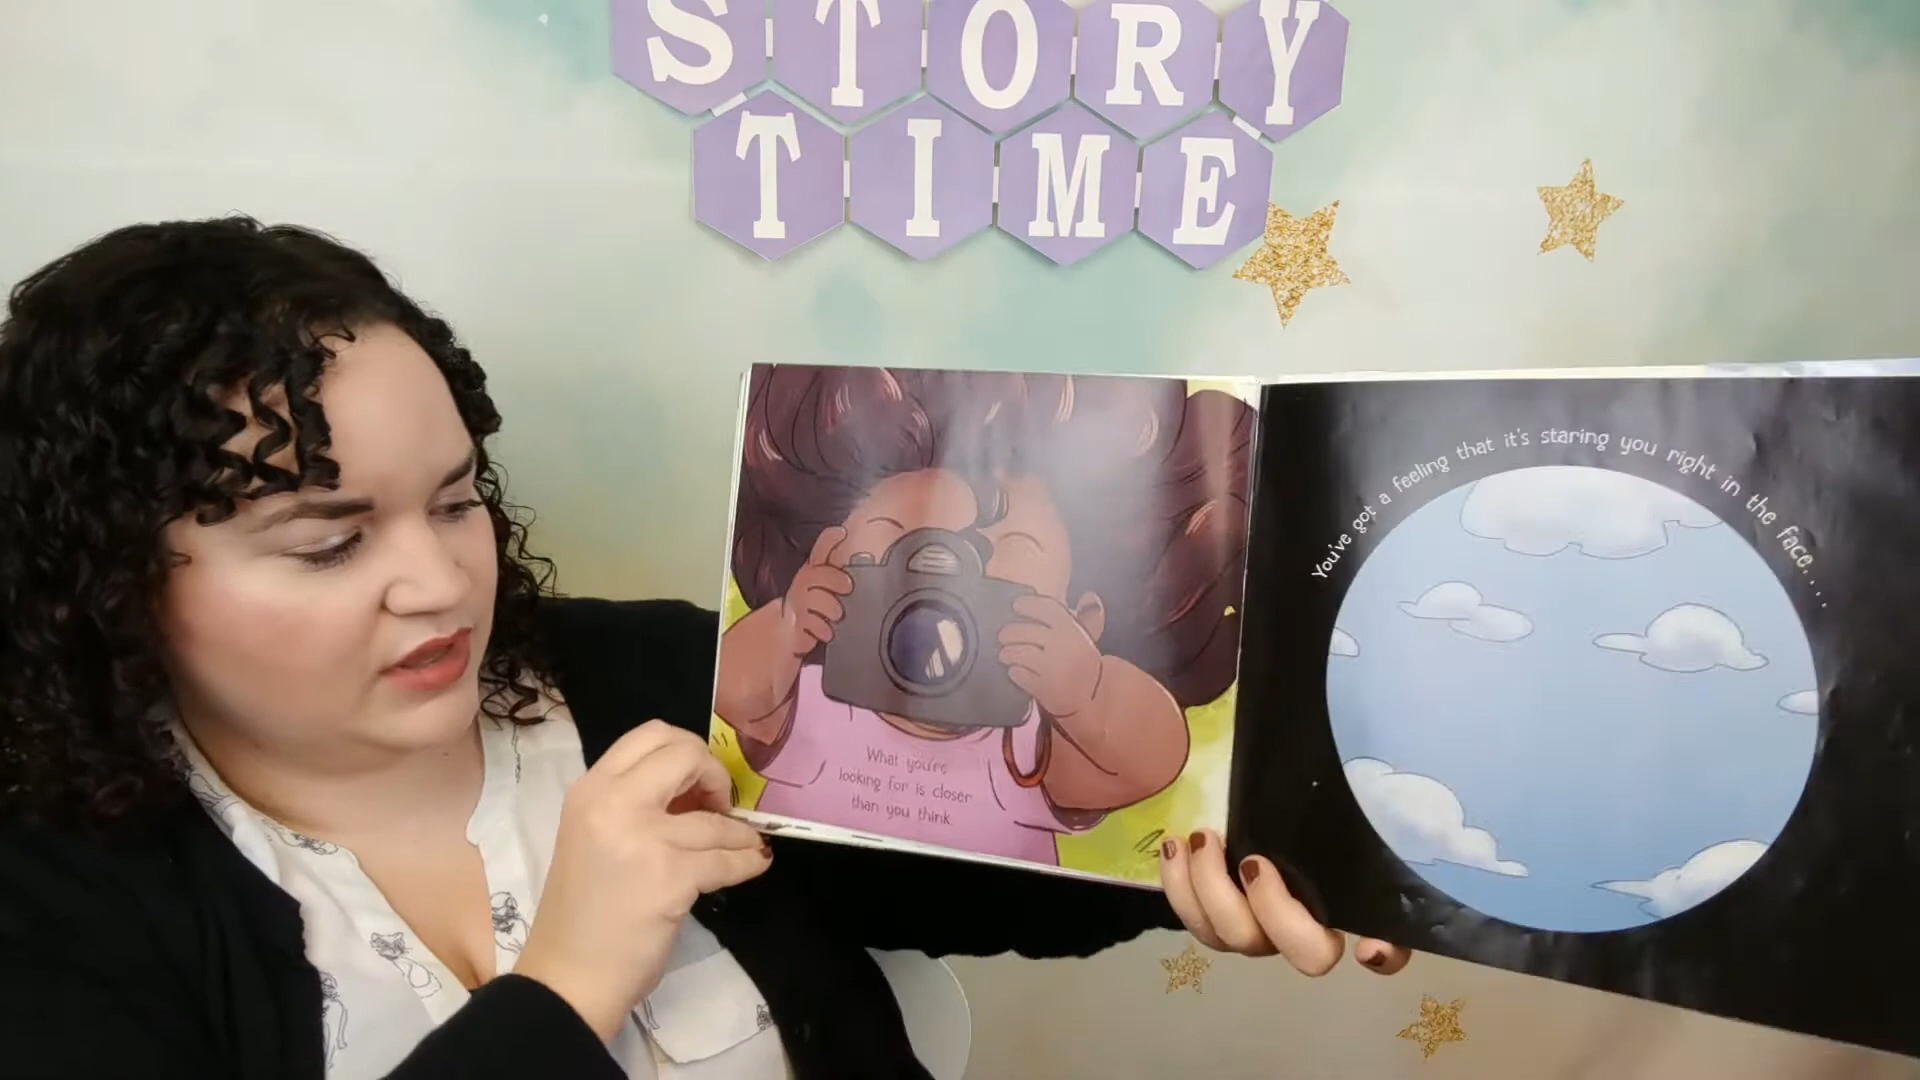 STORY
TIME
What you're
looking for is closer
than you think.
You've got a feeling that it's staring you right in the face. . . .